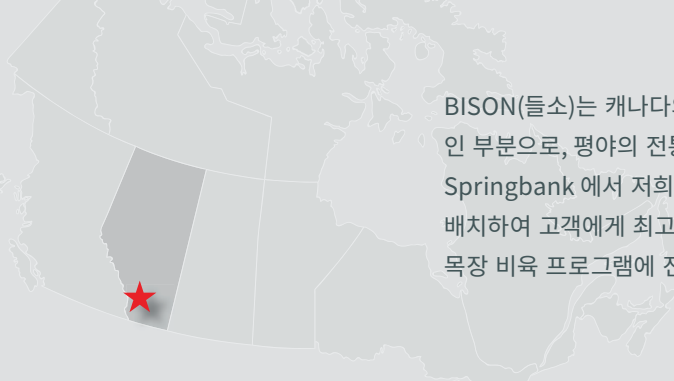 BISON(들소)는 캐나다
인 부분으로, 평야의 전
Springbank 에서 저희
배치하여 고객에게 최고
목장 비육 프로그램에